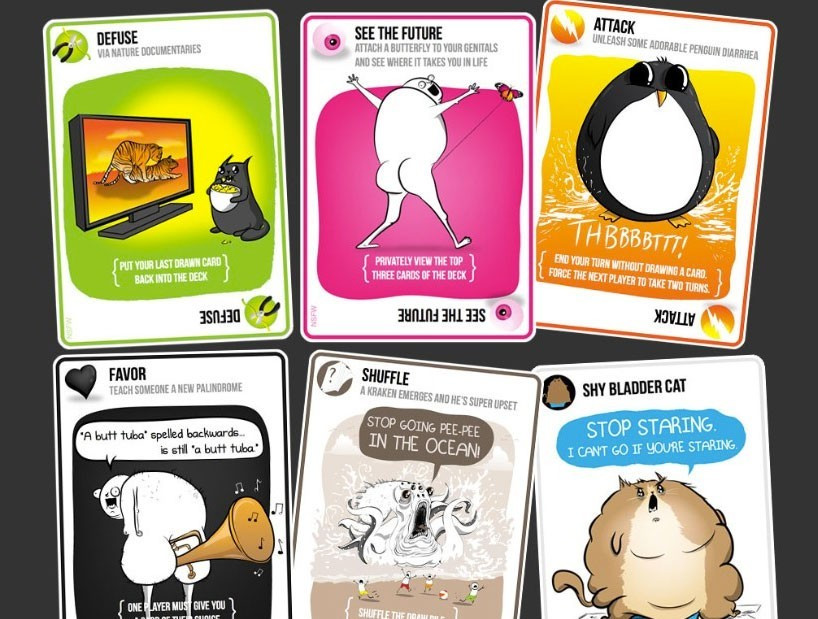 DEFUSE
VIA NATURE DOCUMENTARIES
PUT YOUR LAST DRAWN CARD
BACK INTO THE DECK
DEFUSE
NSFW
SEE THE FUTURE
ATTACH A BUTTERFLY TO YOUR GENITALS
AND SEE WHERE IT TAKES YOU IN LIFE
PRIVATELY VIEW THE TOP
THREE CARDS OF THE DECK
SEE THE FUTURE
NSFW
ATTACK
UNLEASH SOME ADORABLE PENGUIN DIARRHEA
THBBBBTTT!
END YOUR TURN WITHOUT DRAWING A CARD.
FORCE THE NEXT PLAYER TO TAKE TWO TURNS.
ATTACK
FAVOR
TEACH SOMEONE A NEW PALINDROME
"A butt tuba" spelled backwards...
is still "a butt tuba."
ONE PLAYER MUST GIVE YOU
SHUFFLE
A KRAKEN EMERGES AND HE'S SUPER UPSET
STOP GOING PEE-PEE
IN THE OCEAN!
SHUFFLE THE DRAW PILE
SHY BLADDER CAT
STOP STARING.
I CAN'T GO IF YOU'RE STARING.